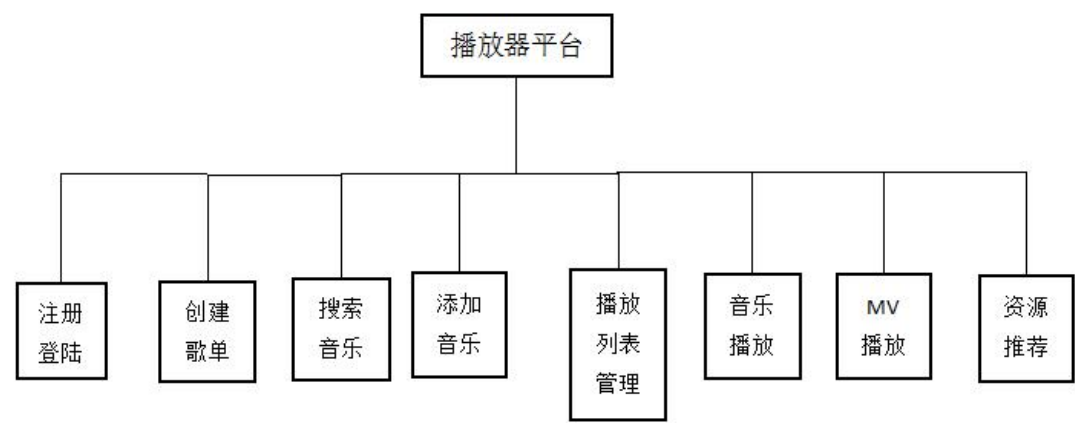 播放器平台
注册
登陆
创建
歌单
搜索
音乐
添加
音乐
播放
列表
管理
音乐
播放
MV
播放
资源
推荐